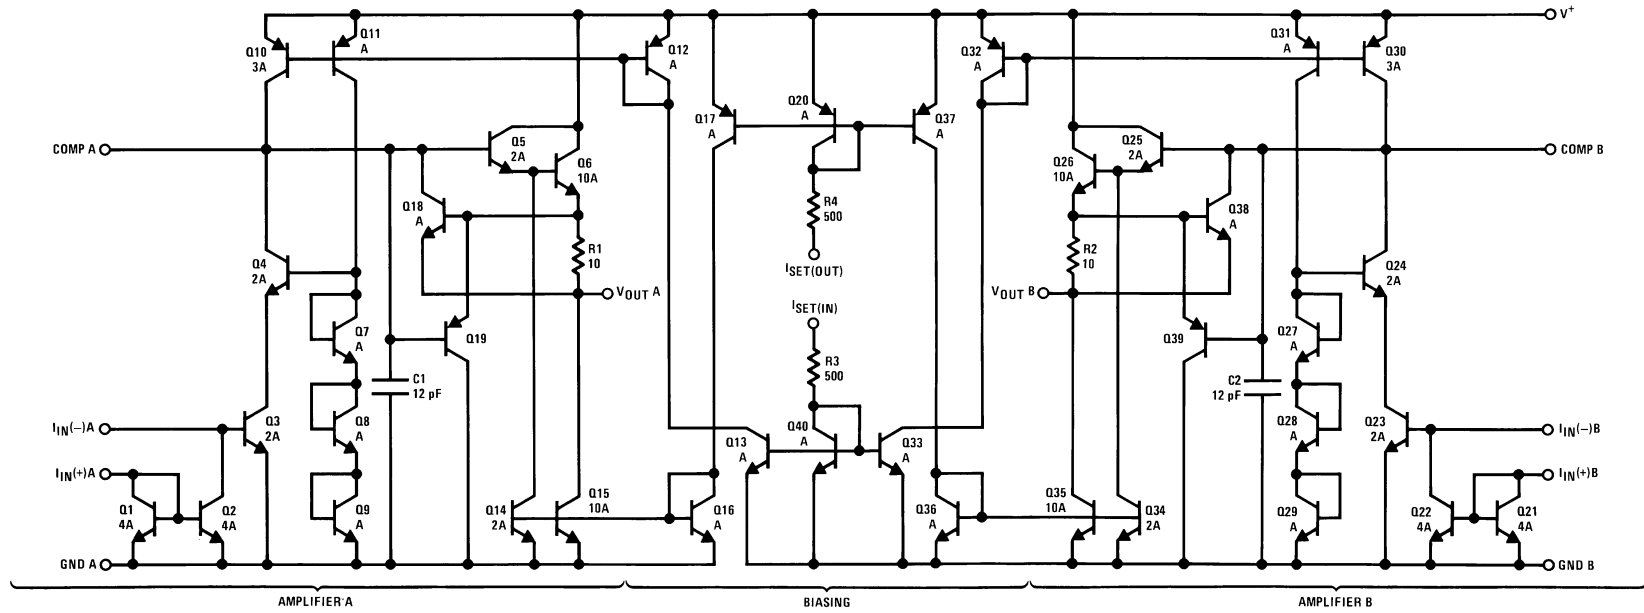 V+
Q10
3A
Q11
A
Q12
A
Q32
A
Q31
A
Q30
3A
Q17
A
Q20
A
Q37
A
COMP A
Q5
2A
Q6
10A
Q26
10A
Q25
2A
COMP B
Q18
A
R4
500
Q38
A
R1
10
R2
10
Q4
2A
ISET(OUT)
Q24
2A
VOUT A
VOUT B
ISET(IN)
Q7
A
Q19
Q39
Q27
A
R3
500
C1
12 pF
C2
12 pF
IIN(–)A
Q3
2A
Q8
A
Q13
A
Q40
A
Q33
A
Q28
A
Q23
2A
IIN(–)B
IIN(+)A
IIN(+)B
Q1
4A
Q2
4A
Q9
A
Q14
2A
Q15
10A
Q16
A
Q36
A
Q35
10A
Q34
2A
Q29
A
Q22
4A
Q21
4A
GND A
GND B
AMPLIFIER A
BIASING
AMPLIFIER B